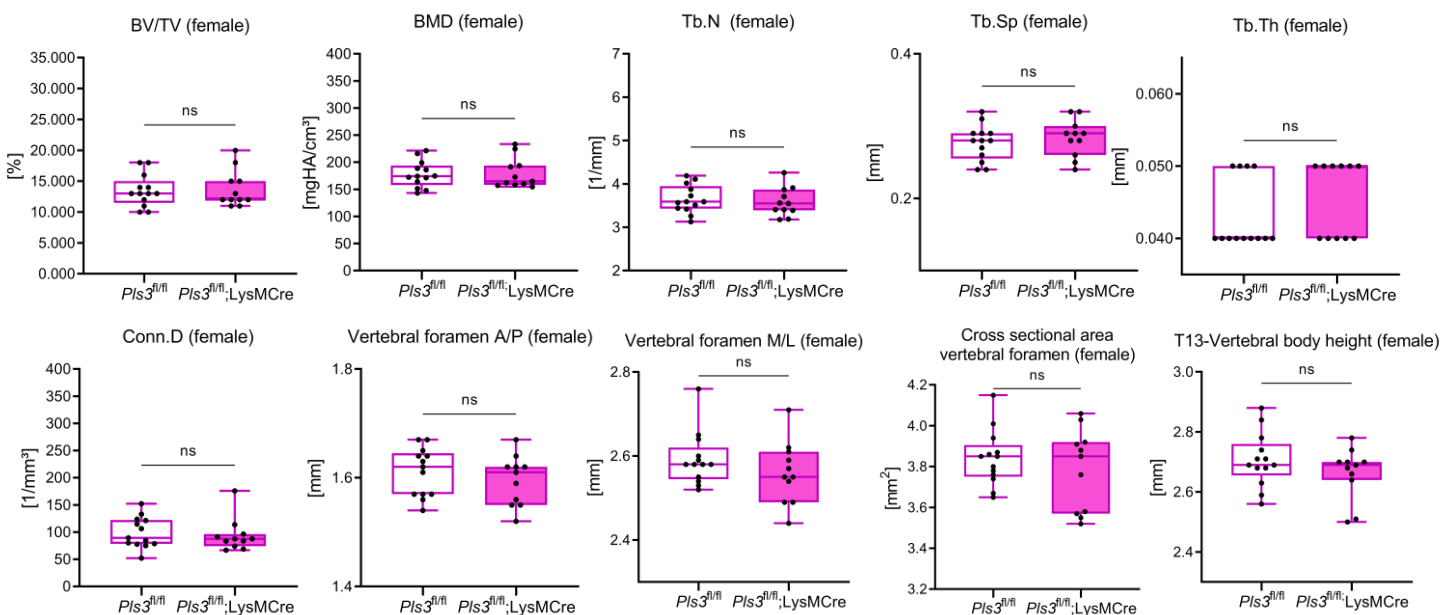 BV/TV (female)
[%]
35.000
30.000
25.000
20.000
15.000
10.000
5.000
0.000
ns
Pls3fl/fl Pls3fl/fl;LysMCre
BMD (female)
[mgHA/cm³]
400
350
300
250
200
150
100
50
0
ns
Pls3fl/fl Pls3fl/fl;LysMCre
Tb.N (female)
[1/mm]
7
6
5
4
3
2
ns
Pls3fl/fl Pls3fl/fl;LysMCre
Tb.Sp (female)
[mm]
0.4
0.2
ns
Pls3fl/fl Pls3fl/fl;LysMCre
Tb.Th (female)
[mm]
0.060
0.050
0.040
ns
Pls3fl/fl Pls3fl/fl;LysMCre
Conn.D (female)
[1/mm³]
400
350
300
250
200
150
100
50
0
ns
Pls3fl/fl Pls3fl/fl;LysMCre
Vertebral foramen A/P (female)
[mm]
1.8
1.6
1.4
ns
Pls3fl/fl Pls3fl/fl;LysMCre
Vertebral foramen M/L (female)
[mm]
2.8
2.6
2.4
ns
Pls3fl/fl Pls3fl/fl;LysMCre
Cross sectional area
vertebral foramen (female)
[mm²]
4.2
4.0
3.8
3.6
3.4
3.2
ns
Pls3fl/fl Pls3fl/fl;LysMCre
T13-Vertebral body height (female)
[mm]
3.0
2.8
2.6
2.4
2.2
ns
Pls3fl/fl Pls3fl/fl;LysMCre